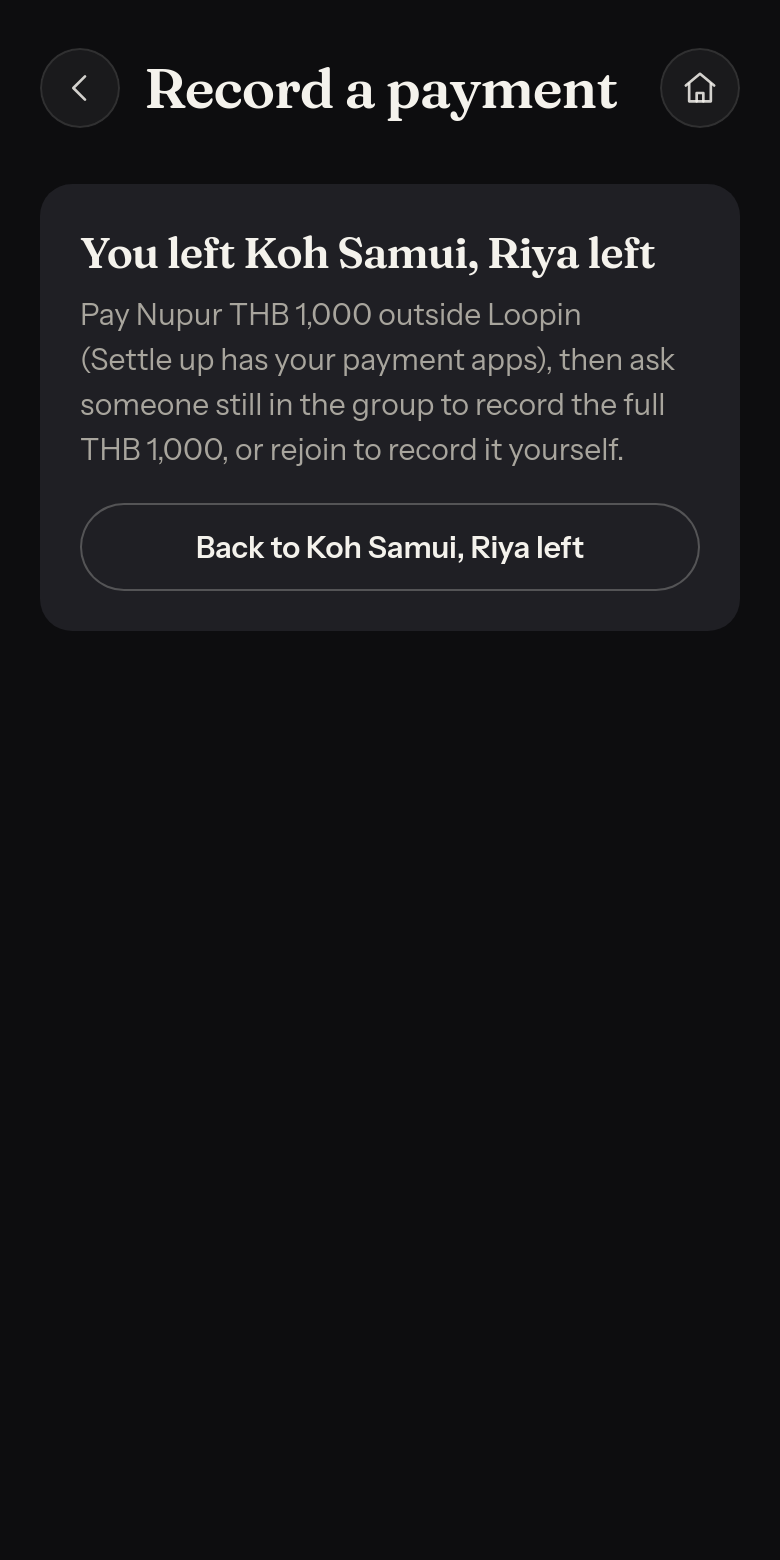 Record a payment
You left Koh Samui, Riya left
Pay Nupur THB 1,000 outside Loopin
(Settle up has your payment apps), then ask
someone still in the group to record the full
THB 1,000, or rejoin to record it yourself.
Back to Koh Samui, Riya left